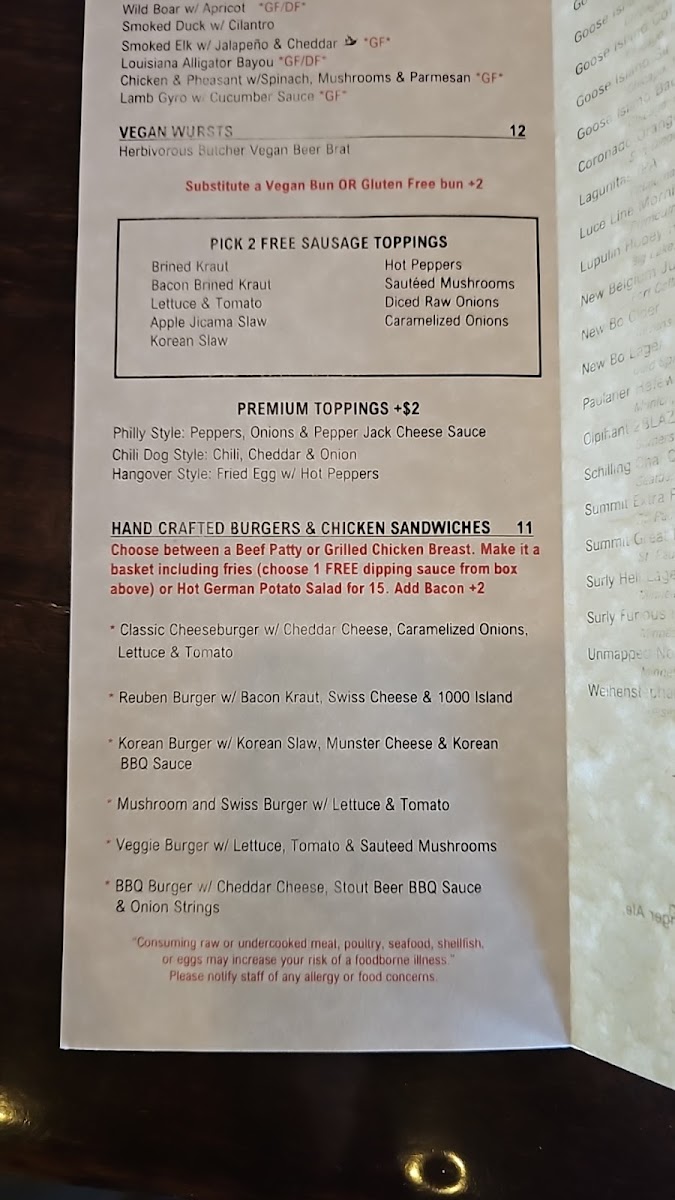 Wild Boar w/ Apricot *GF/DF*
Smoked Duck w/ Cilantro
Smoked Elk w/ Jalapeño & Cheddar *GF*
Louisiana Alligator Bayou *GF/DF*
Chicken & Pheasant w/Spinach, Mushrooms & Parmesan *GF*
Lamb Gyro w/ Cucumber Sauce *GF*
VEGAN WURSTS 12
Herbivorous Butcher Vegan Beer Brat
Substitute a Vegan Bun OR Gluten Free bun +2
PICK 2 FREE SAUSAGE TOPPINGS
Brined Kraut
Bacon Brined Kraut
Lettuce & Tomato
Apple Jicama Slaw
Korean Slaw
Hot Peppers
Sautéed Mushrooms
Diced Raw Onions
Caramelized Onions
PREMIUM TOPPINGS +$2
Philly Style: Peppers, Onions & Pepper Jack Cheese Sauce
Chili Dog Style: Chili, Cheddar & Onion
Hangover Style: Fried Egg w/ Hot Peppers
HAND CRAFTED BURGERS & CHICKEN SANDWICHES 11
Choose between a Beef Patty or Grilled Chicken Breast. Make it a
basket including fries (choose 1 FREE dipping sauce from box
above) or Hot German Potato Salad for 15. Add Bacon +2
* Classic Cheeseburger w/ Cheddar Cheese, Caramelized Onions,
Lettuce & Tomato
* Reuben Burger w/ Bacon Kraut, Swiss Cheese & 1000 Island
* Korean Burger w/ Korean Slaw, Munster Cheese & Korean
BBQ Sauce
* Mushroom and Swiss Burger w/ Lettuce & Tomato
* Veggie Burger w/ Lettuce, Tomato & Sauteed Mushrooms
* BBQ Burger w/ Cheddar Cheese, Stout Beer BBQ Sauce
& Onion Strings
"Consuming raw or undercooked meat, poultry, seafood, shellfish,
or eggs may increase your risk of a foodborne illness."
Please notify staff of any allergy or food concerns.
Goose
Goose Island
Goose Island
Goose Island
Coronado
Lagunitas
Luce Line
Lupulin
New Belgium
New Bo
New Bo Lager
Paulaner
Schilling
Summit Extra
Summit Great
Surly
Surly Furious
Unmapped
Ale,